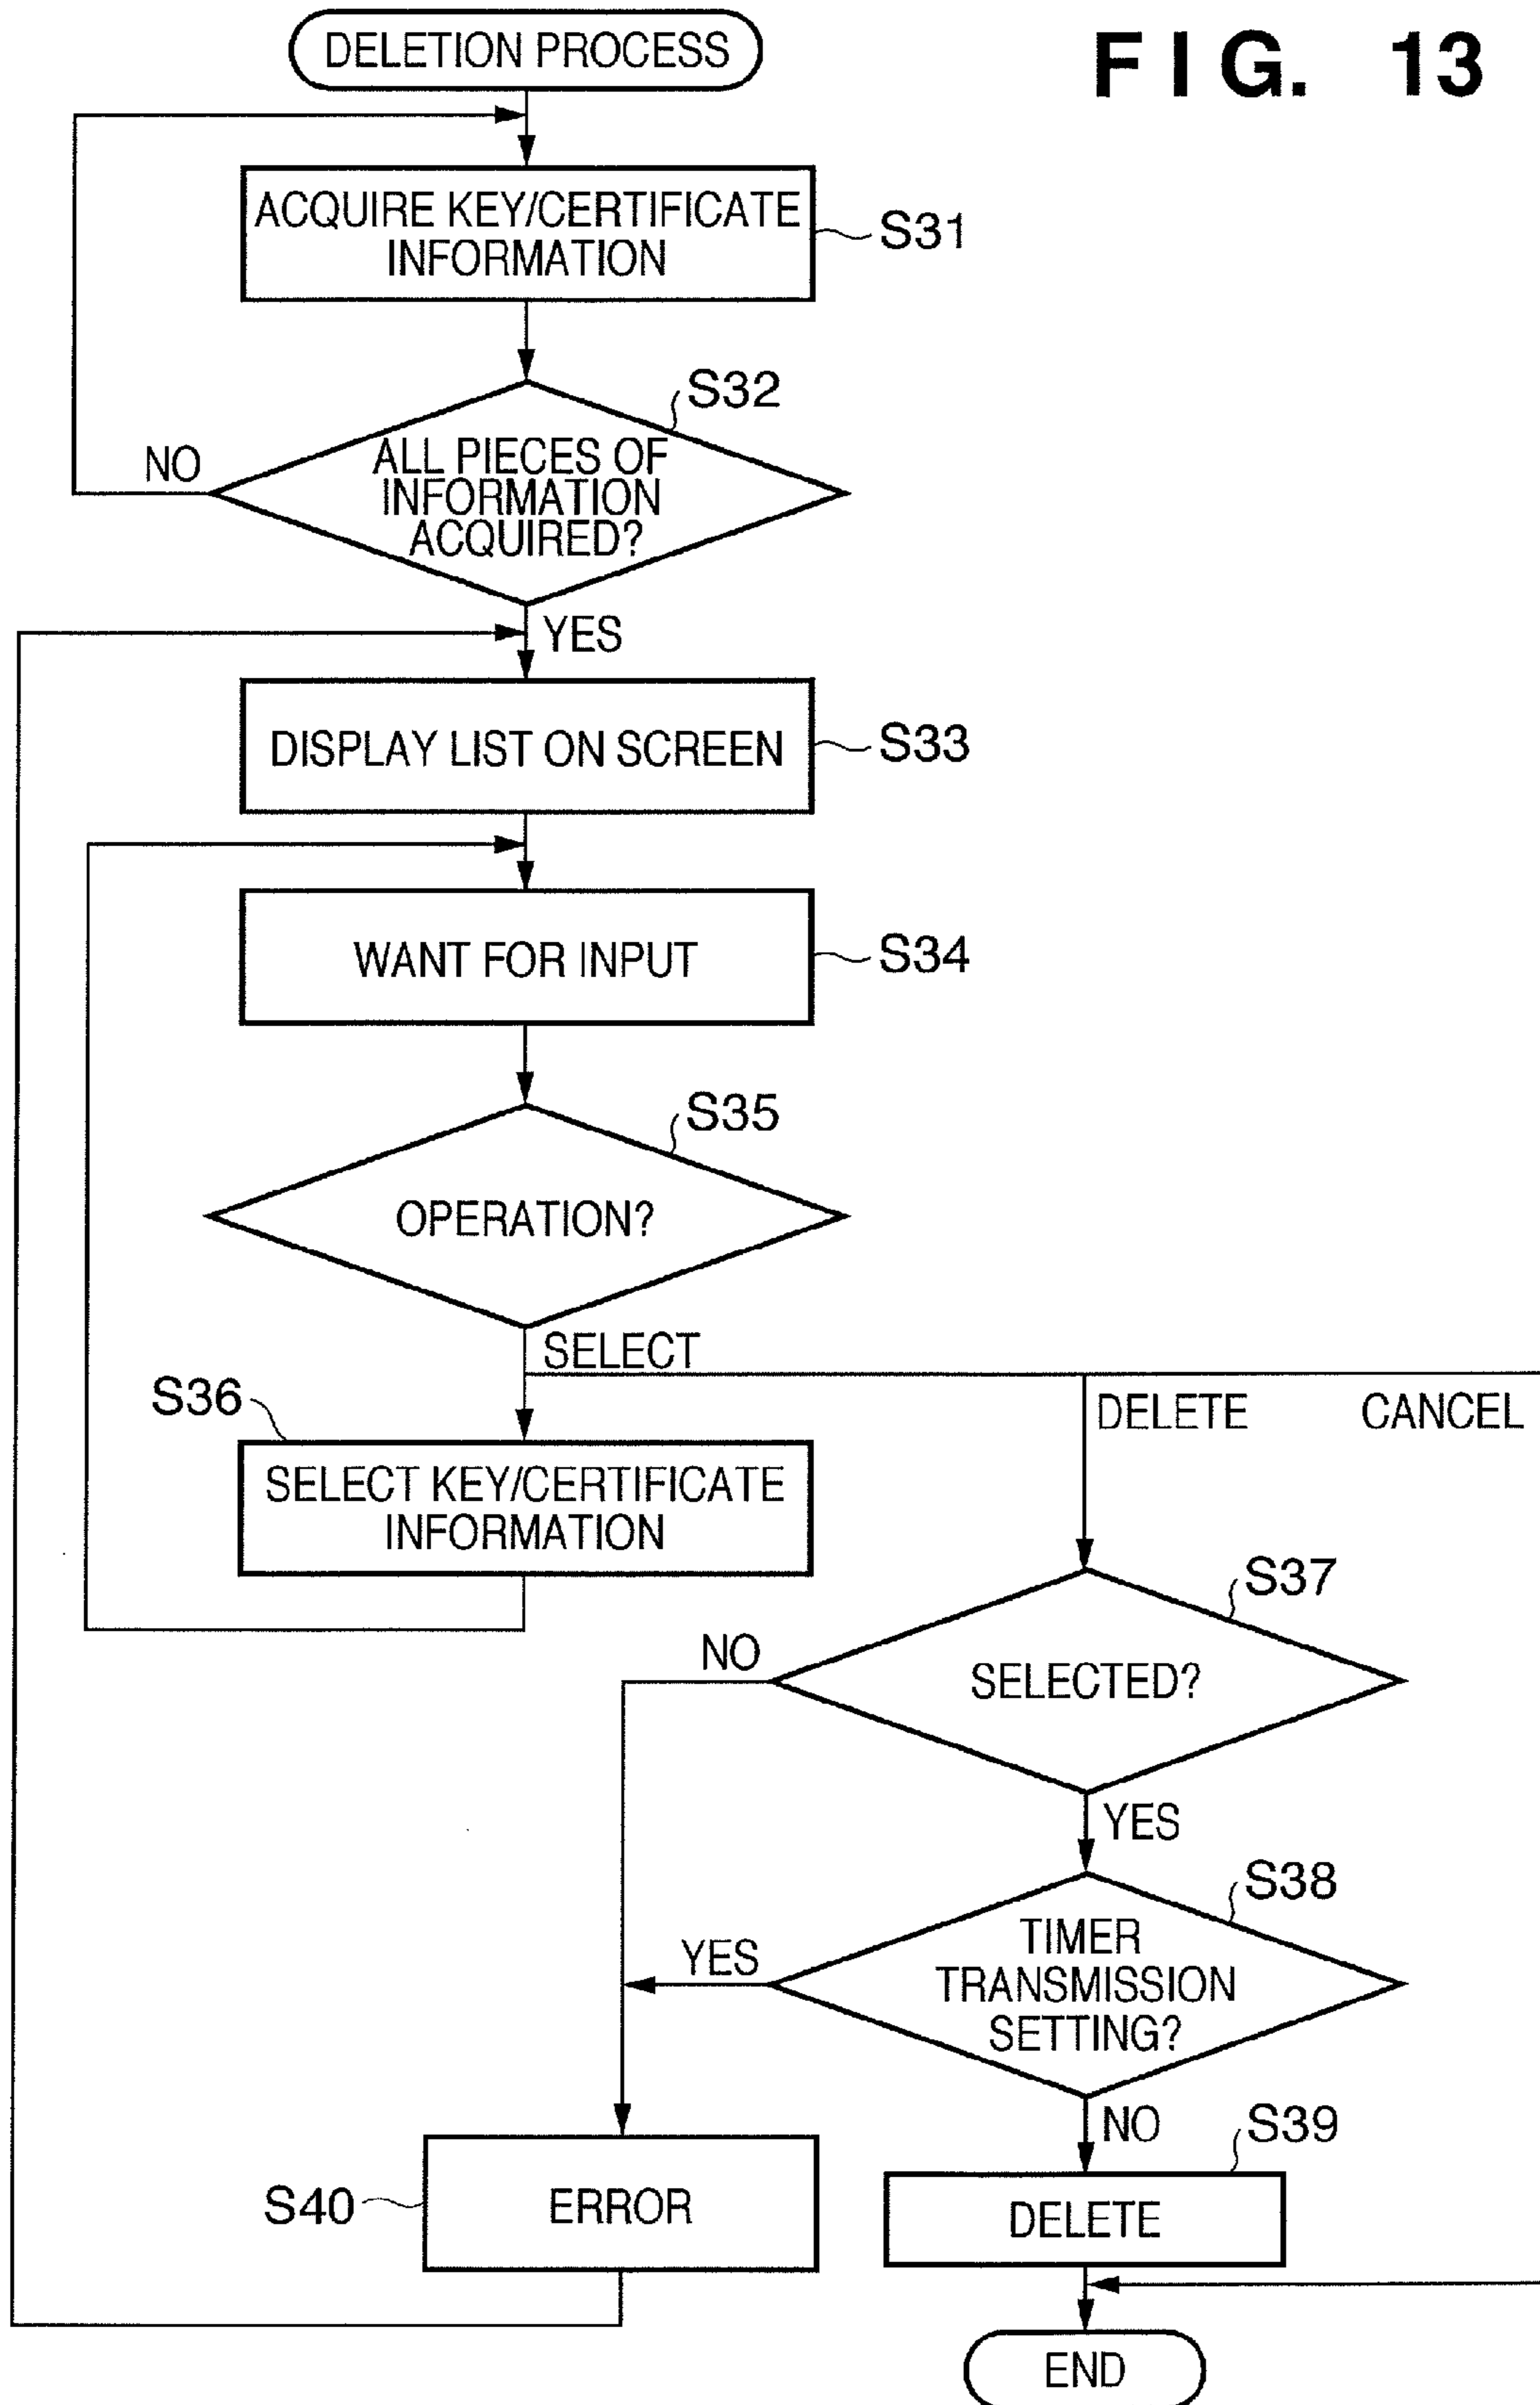 DELETION PROCESS
FIG. 13
ACQUIRE KEY/CERTIFICATE
INFORMATION
S31
S32
ALL PIECES OF
INFORMATION
ACQUIRED?
NO
YES
DISPLAY LIST ON SCREEN
S33
WANT FOR INPUT
S34
S35
OPERATION?
SELECT
DELETE
CANCEL
S36
SELECT KEY/CERTIFICATE
INFORMATION
S37
NO
SELECTED?
YES
S38
YES
TIMER
TRANSMISSION
SETTING?
NO
S39
S40
ERROR
DELETE
END